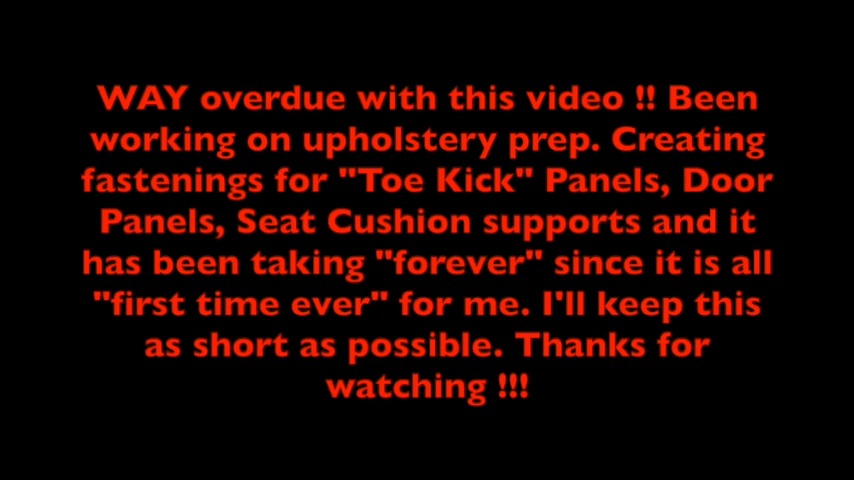 WAY overdue with this video !! Been
working on upholstery prep. Creating
fastenings for "Toe Kick" Panels, Door
Panels, Seat Cushion supports and it
has been taking "forever" since it is all
"first time ever" for me. I'll keep this
as short as possible. Thanks for
watching !!!